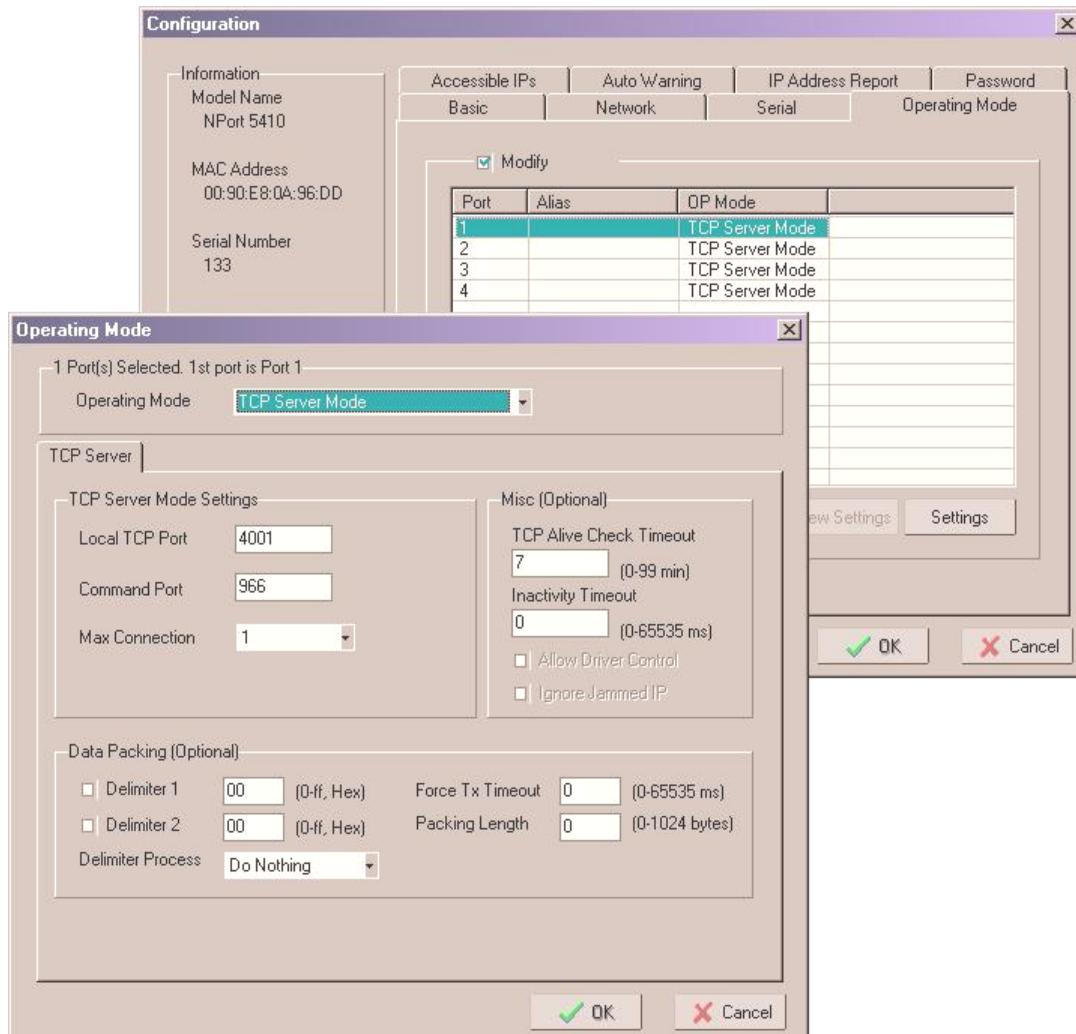 Configuration
Information
Model Name
NPort 5410
MAC Address
00:90:E8:0A:96:DD
Serial Number
133
Accessible IPs Auto Warning IP Address Report Password
Basic Network Serial Operating Mode
Modify
Port Alias OP Mode
1 TCP Server Mode
2 TCP Server Mode
3 TCP Server Mode
4 TCP Server Mode
Settings Settings
OK Cancel
Operating Mode
1 Port(s) Selected. 1st port is Port 1
Operating Mode TCP Server Mode
TCP Server
TCP Server Mode Settings
Local TCP Port 4001
Command Port 966
Max Connection 1
Misc (Optional)
TCP Alive Check Timeout
7 (0-99 min)
Inactivity Timeout
0 (0-65535 ms)
Allow Driver Control
Ignore Jammed IP
Data Packing (Optional)
Delimiter 1 00 (0-ff, Hex) Force Tx Timeout 0 (0-65535 ms)
Delimiter 2 00 (0-ff, Hex) Packing Length 0 (0-1024 bytes)
Delimiter Process Do Nothing
OK Cancel